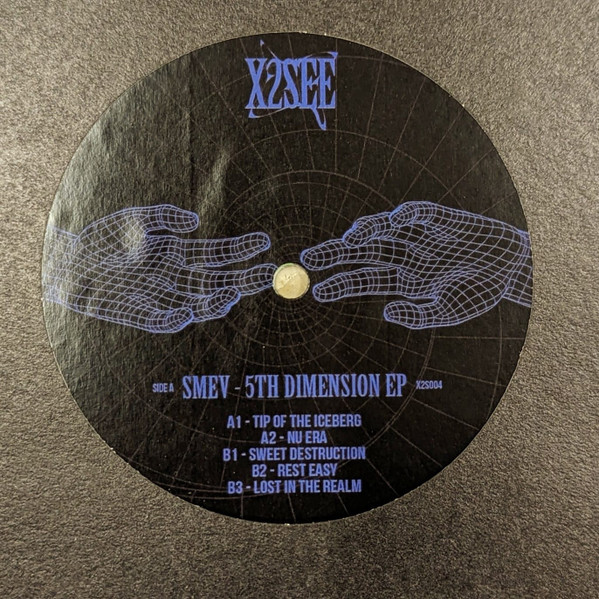 X2SEE
SIDE A SMEV - 5TH DIMENSION EP X2S004
A1 - TIP OF THE ICEBERG
A2 - NU ERA
B1 - SWEET DESTRUCTION
B2 - REST EASY
B3 - LOST IN THE REALM